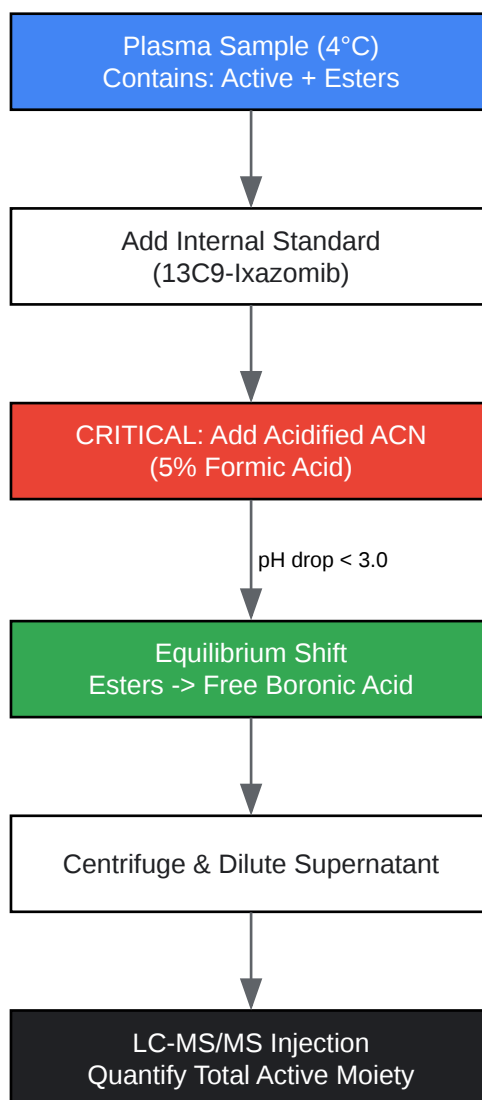 Plasma Sample (4°C)
Contains: Active + Esters
Add Internal Standard
(13C9-Ixazomib)
CRITICAL: Add Acidified ACN
(5% Formic Acid)
pH drop < 3.0
Equilibrium Shift
Esters -> Free Boronic Acid
Centrifuge & Dilute Supernatant
LC-MS/MS Injection
Quantify Total Active Moiety